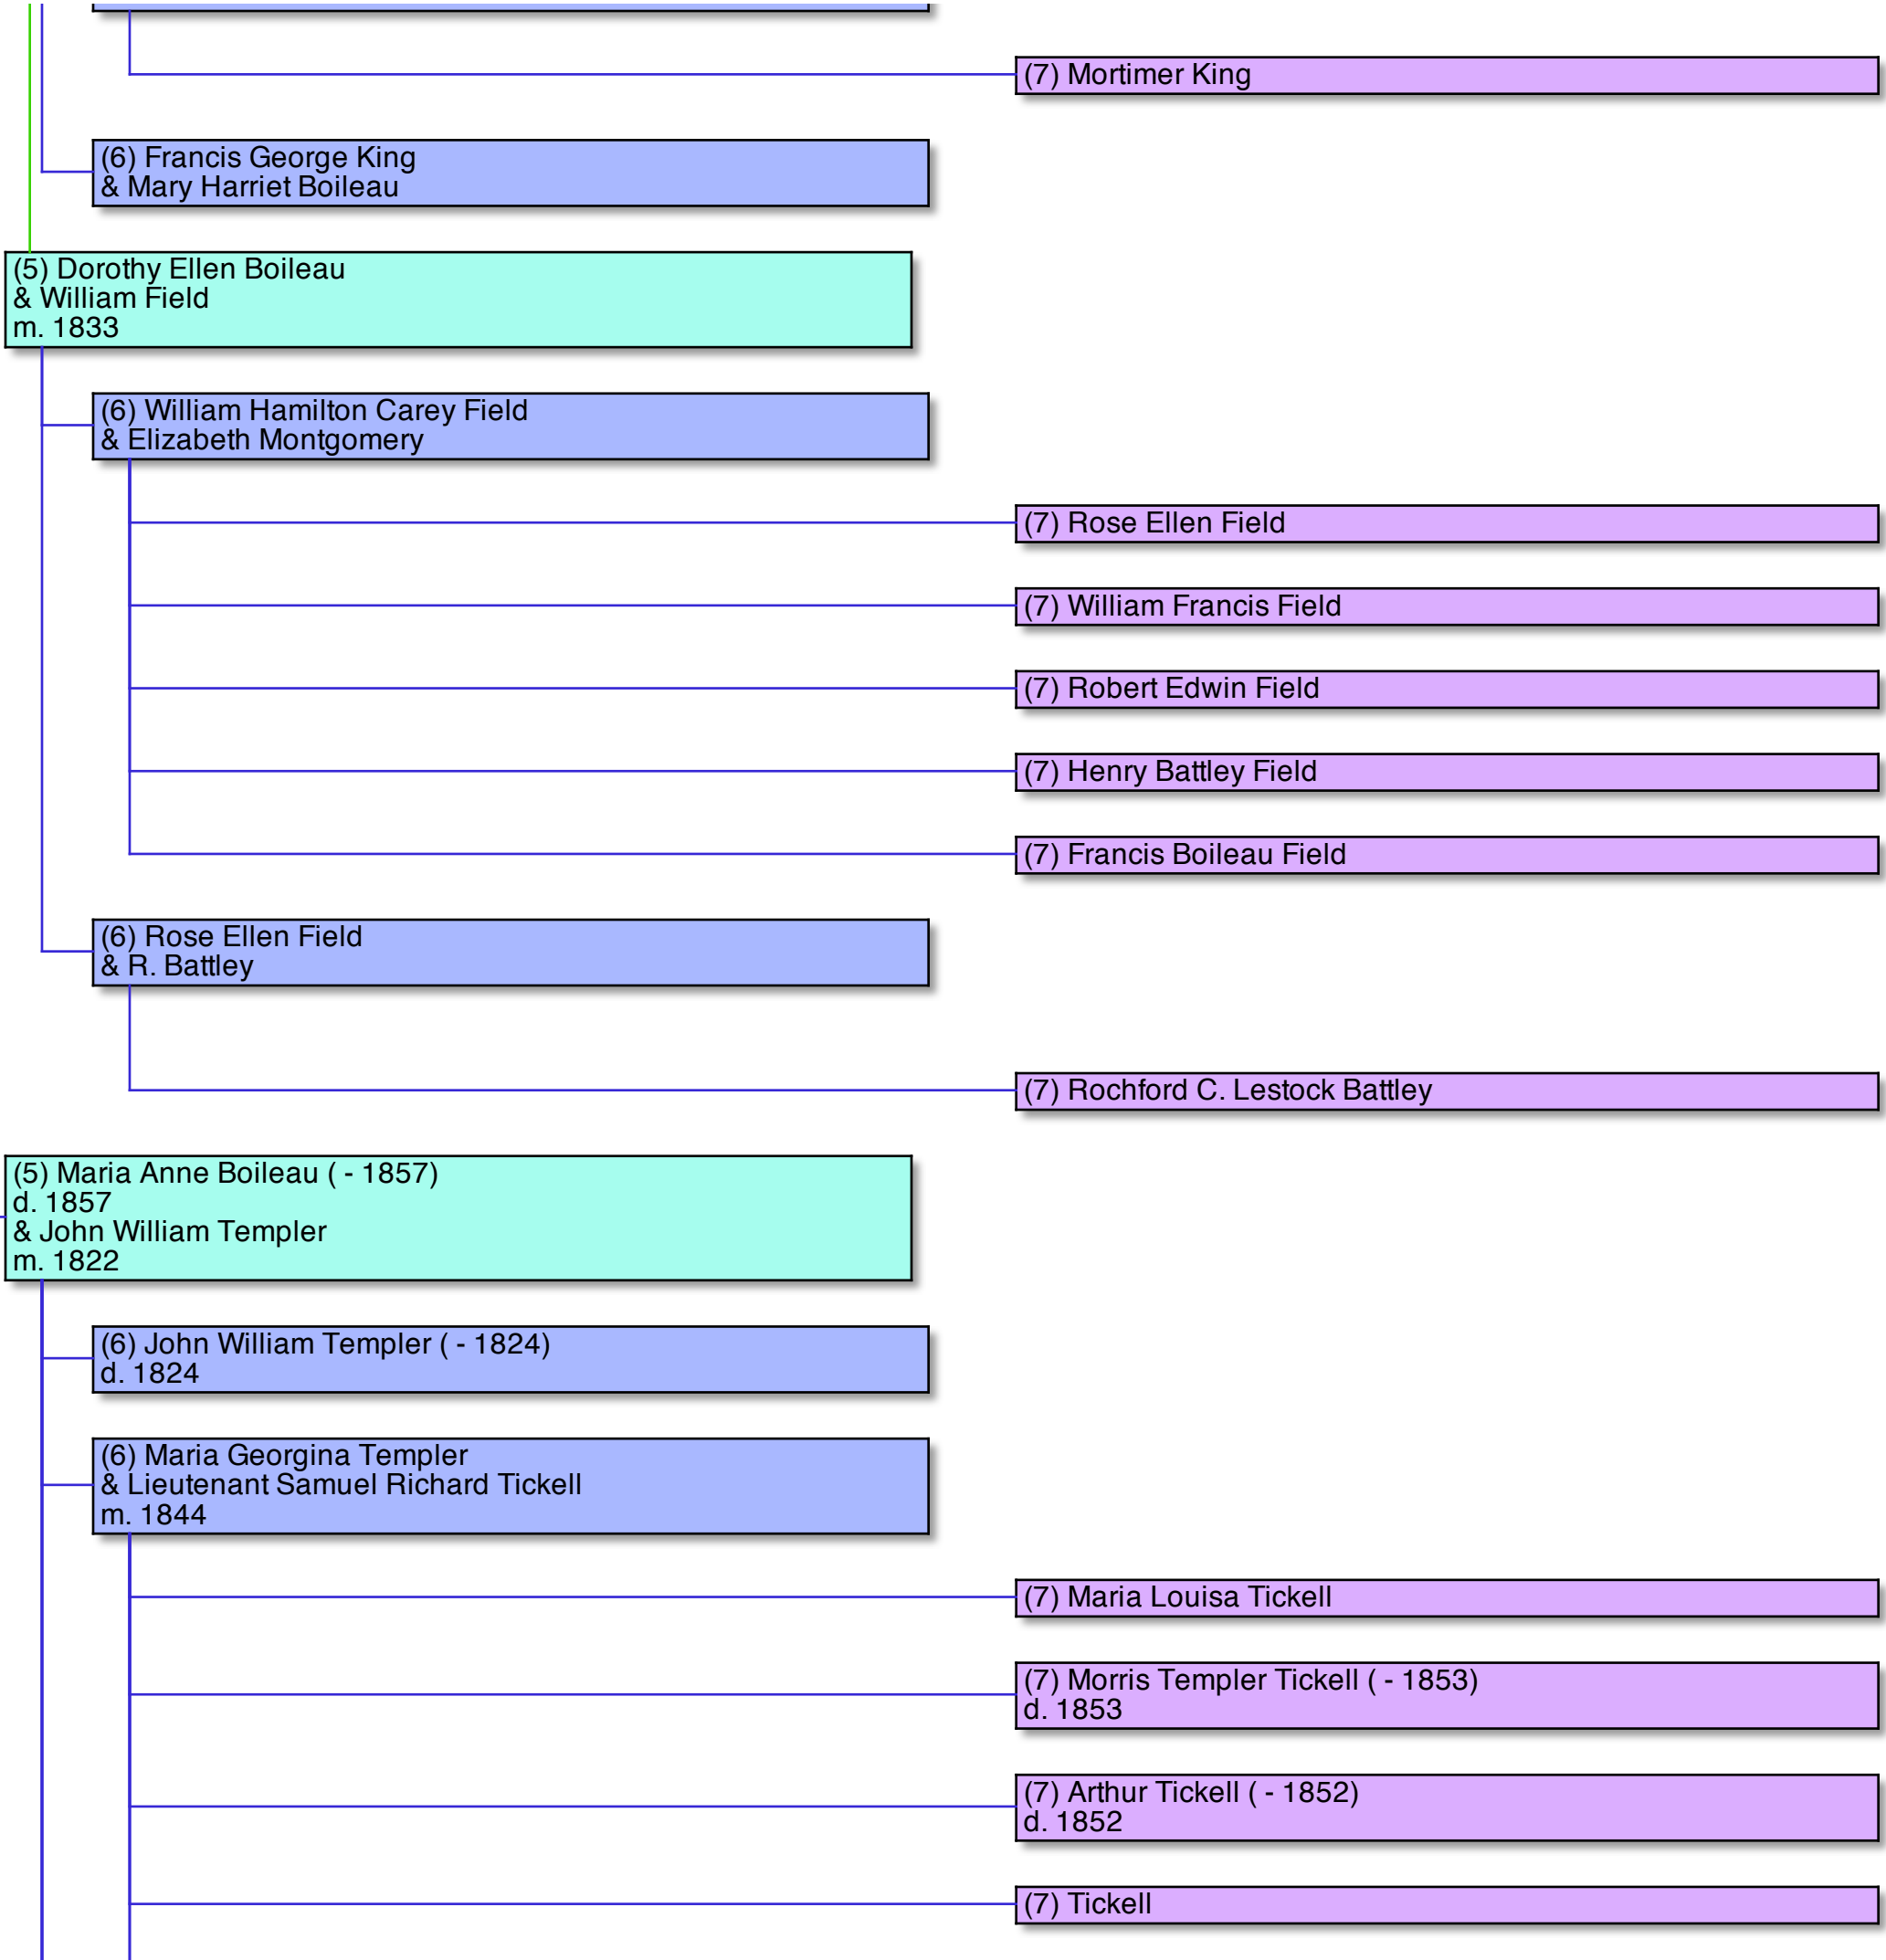 (7) Mortimer King
(6) Francis George King
& Mary Harriet Boileau
(5) Dorothy Ellen Boileau
& William Field
m. 1833
(6) William Hamilton Carey Field
& Elizabeth Montgomery
(7) Rose Ellen Field
(7) William Francis Field
(7) Robert Edwin Field
(7) Henry Battley Field
(7) Francis Boileau Field
(6) Rose Ellen Field
& R. Battley
(7) Rochford C. Lestock Battley
(5) Maria Anne Boileau ( - 1857)
d. 1857
& John William Templer
m. 1822
(6) John William Templer ( - 1824)
d. 1824
(6) Maria Georgina Templer
& Lieutenant Samuel Richard Tickell
m. 1844
(7) Maria Louisa Tickell
(7) Morris Templer Tickell ( - 1853)
d. 1853
(7) Arthur Tickell ( - 1852)
d. 1852
(7) Tickell